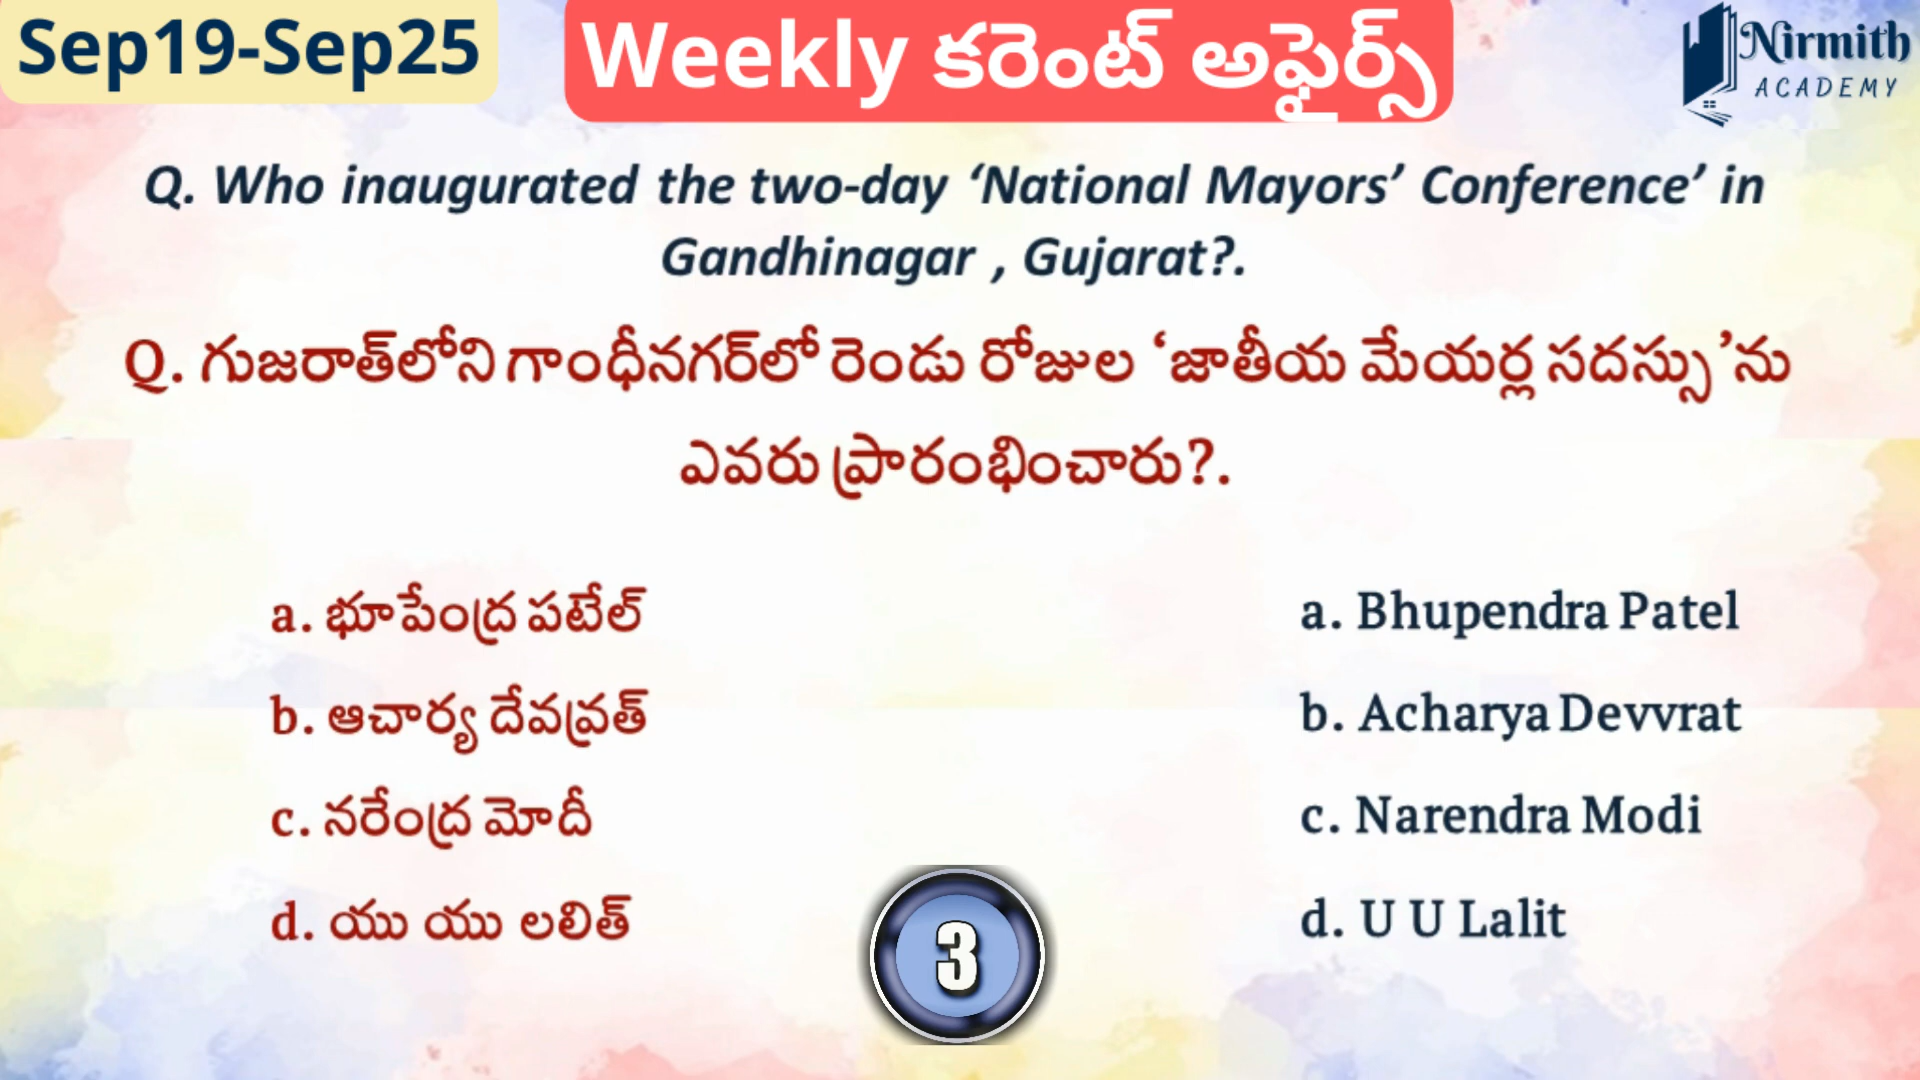 Sep19-Sep25
Weekly కరెంట్ అఫైర్స్
Nirmith
ACADEMY
Q. Who inaugurated the two-day ‘National Mayors’ Conference’ in
Gandhinagar , Gujarat?.
Q. గుజరాత్‌లోని గాంధీనగర్‌లో రెండు రోజుల ‘జాతీయ మేయర్ల సదస్సు’ను
ఎవరు ప్రారంభించారు?.
a. భూపేంద్ర పటేల్
b. ఆచార్య దేవవ్రత్
c. నరేంద్ర మోదీ
d. యు యు లలిత్
a. Bhupendra Patel
b. Acharya Devvrat
c. Narendra Modi
d. U U Lalit
3